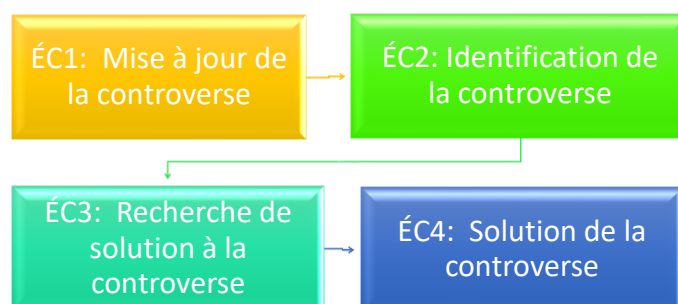 ÉC1: Mise à jour de
la controverse
ÉC2: Identification de
la controverse
ÉC3: Recherche de
solution à la
controverse
ÉC4: Solution de la
controverse